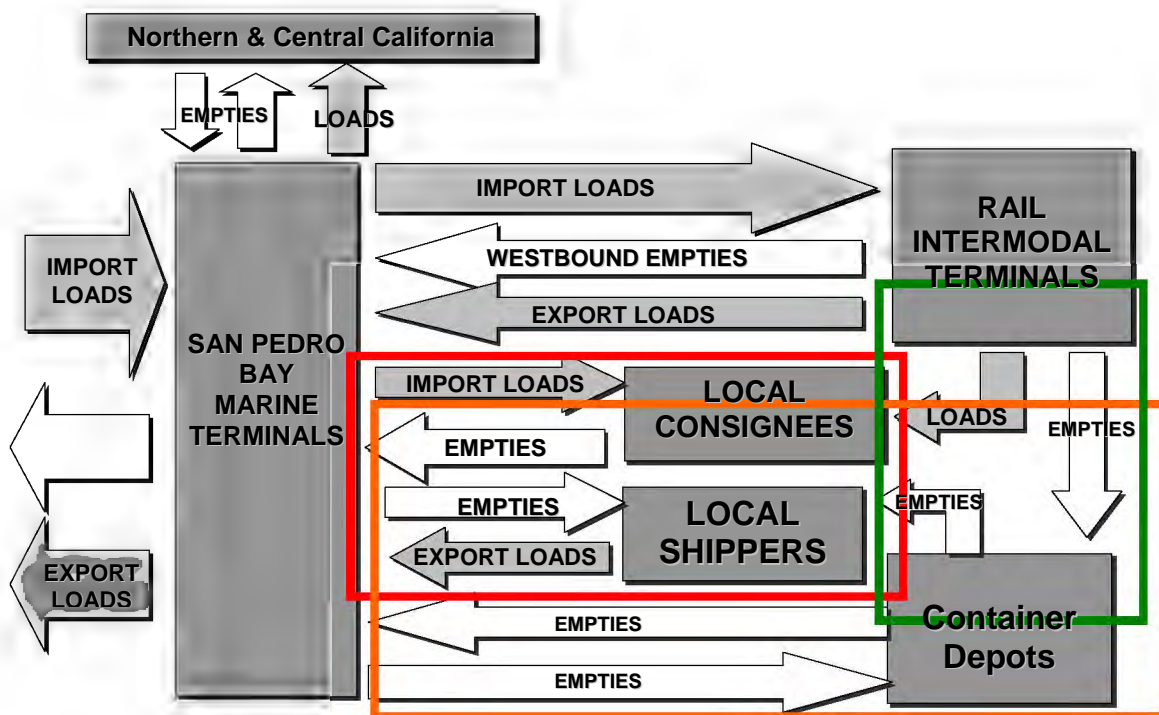 Northern & Central California
EMPTIES
LOADS
IMPORT LOADS
RAIL
INTERMODAL
TERMINALS
WESTBOUND EMPTIES
IMPORT
LOADS
EXPORT LOADS
SAN PEDRO
BAY
MARINE
TERMINALS
IMPORT LOADS
LOCAL
CONSIGNEES
LOADS
EMPTIES
EMPTIES
EMPTIES
LOCAL
SHIPPERS
EMPTIES
EXPORT LOADS
EXPORT
LOADS
EMPTIES
Container
Depots
EMPTIES